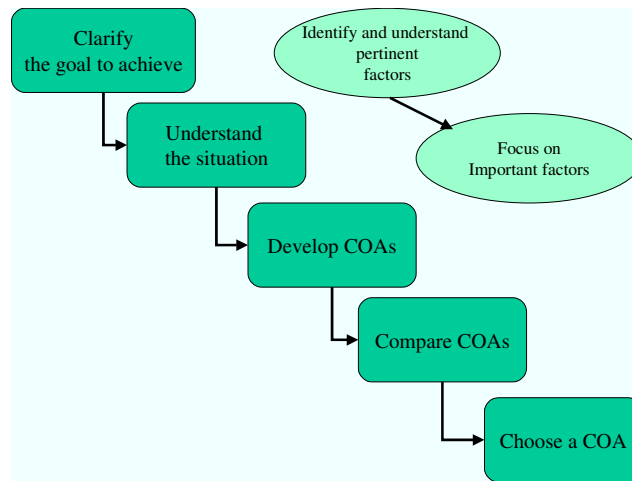 Clarify
the goal to achieve
Identify and understand
pertinent
factors
Understand
the situation
Focus on
Important factors
Develop COAs
Compare COAs
Choose a COA